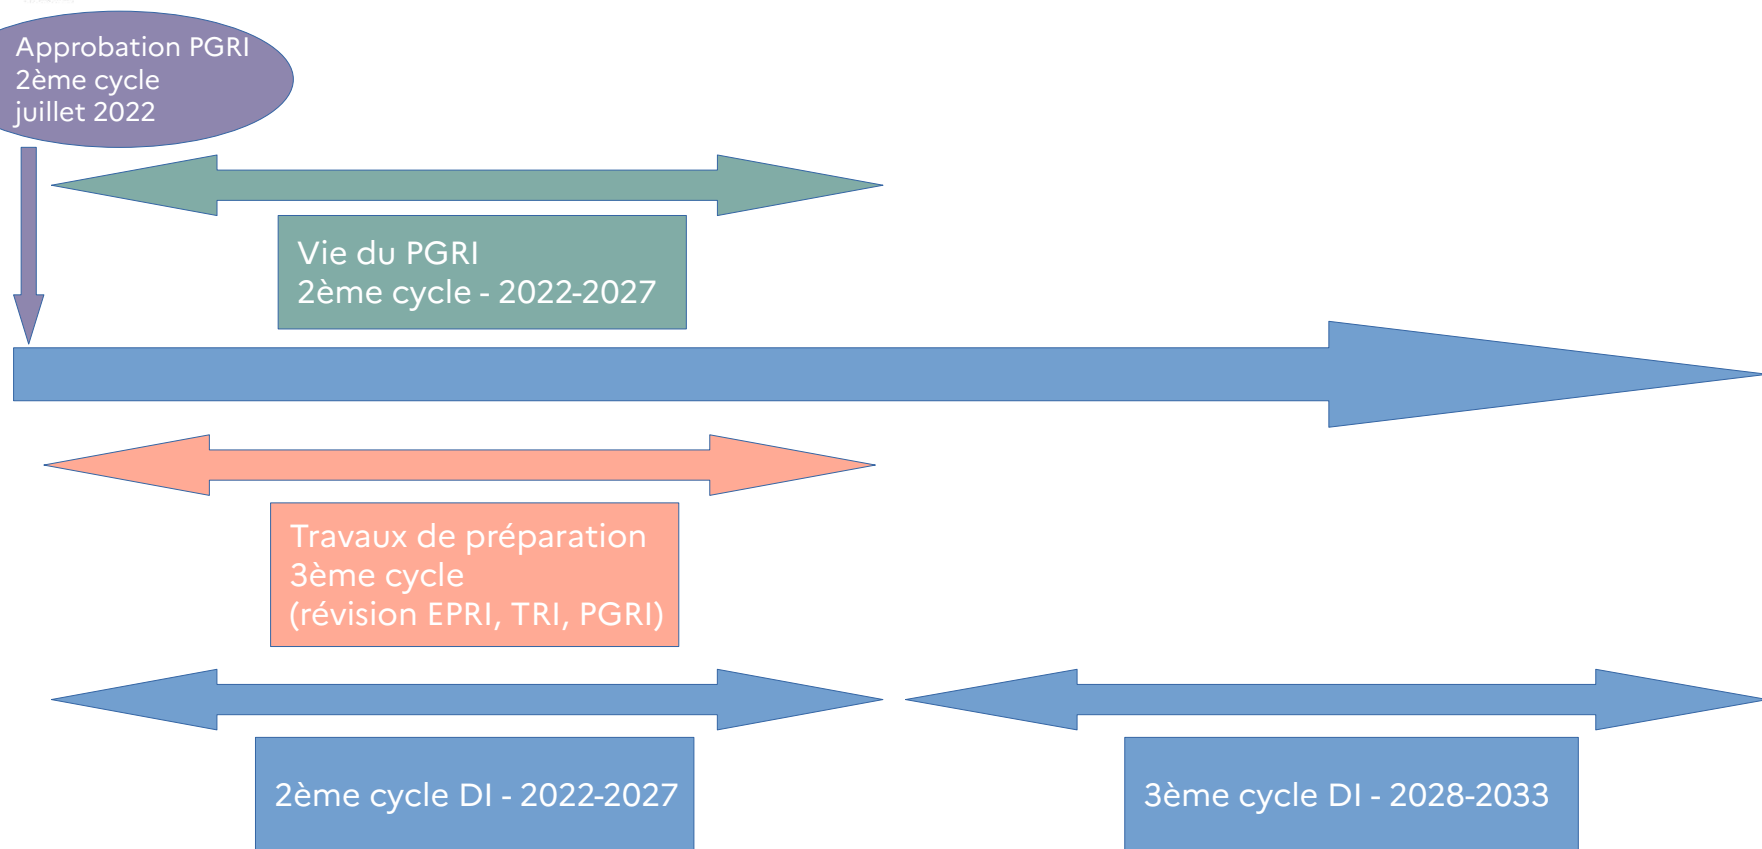 Approbation PGRI
2ème cycle
juillet 2022
Vie du PGRI
2ème cycle - 2022-2027
Travaux de préparation
3ème cycle
(révision EPRI, TRI, PGRI)
2ème cycle DI - 2022-2027
3ème cycle DI - 2028-2033